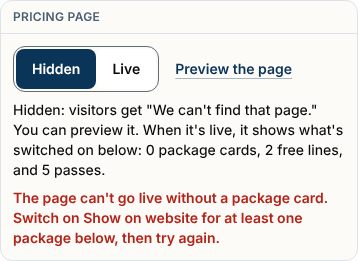 PRICING PAGE
Hidden Live Preview the page
Hidden: visitors get "We can't find that page."
You can preview it. When it's live, it shows what's
switched on below: 0 package cards, 2 free lines,
and 5 passes.
The page can't go live without a package card.
Switch on Show on website for at least one
package below, then try again.